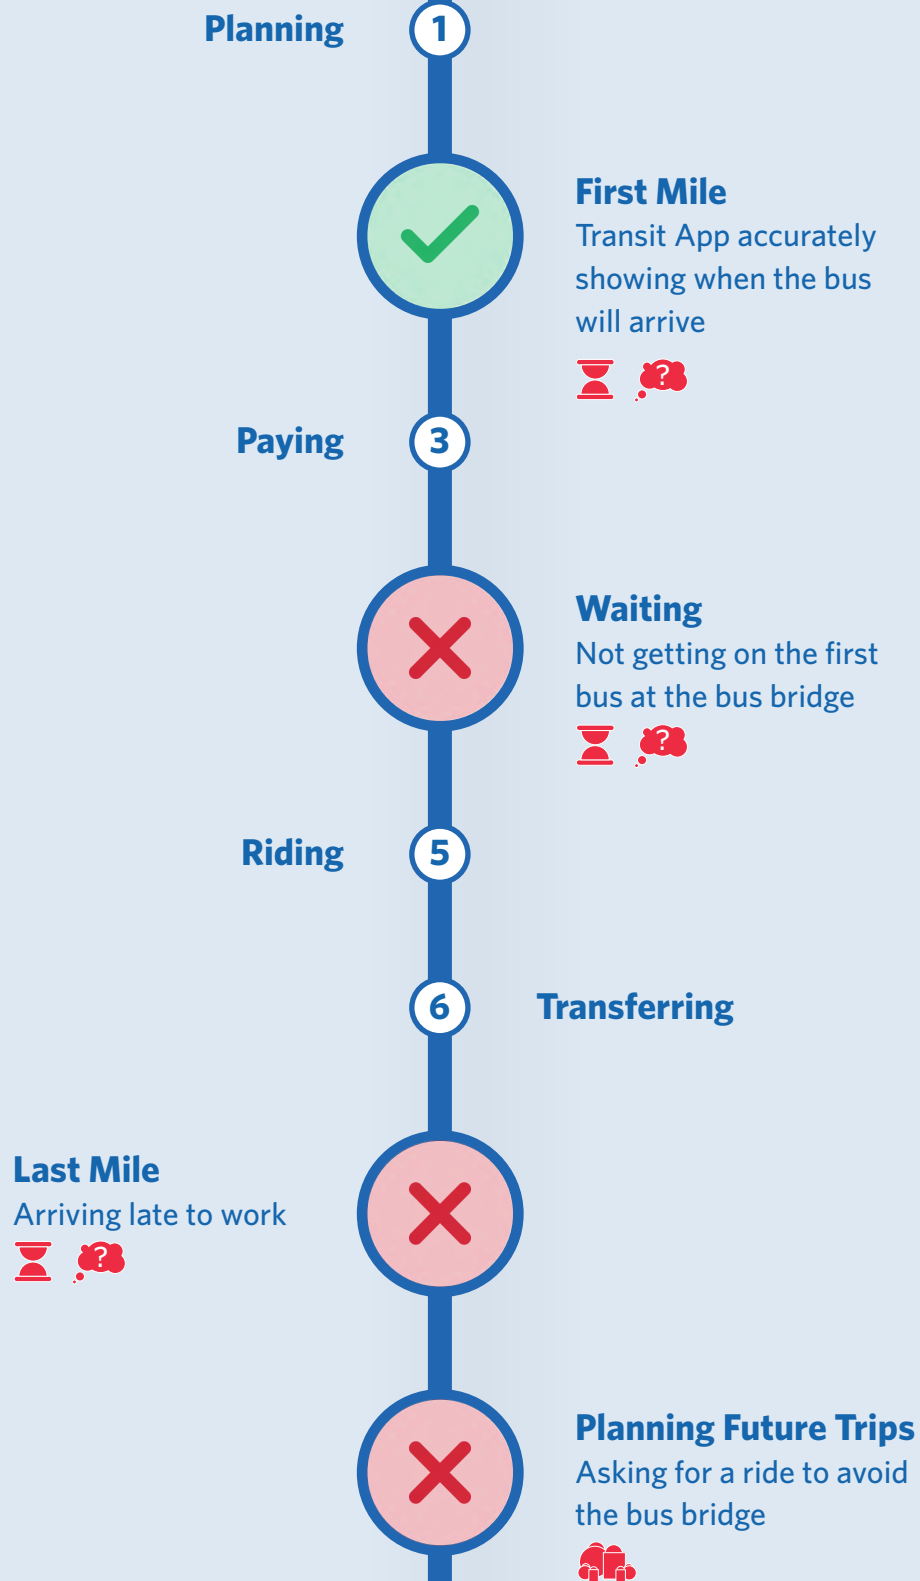 Planning
1
First Mile
Transit App accurately
showing when the bus
will arrive
?
Paying
3
Waiting
Not getting on the first
bus at the bus bridge
?
Riding
5
6
Transferring
Last Mile
Arriving late to work
?
Planning Future Trips
Asking for a ride to avoid
the bus bridge